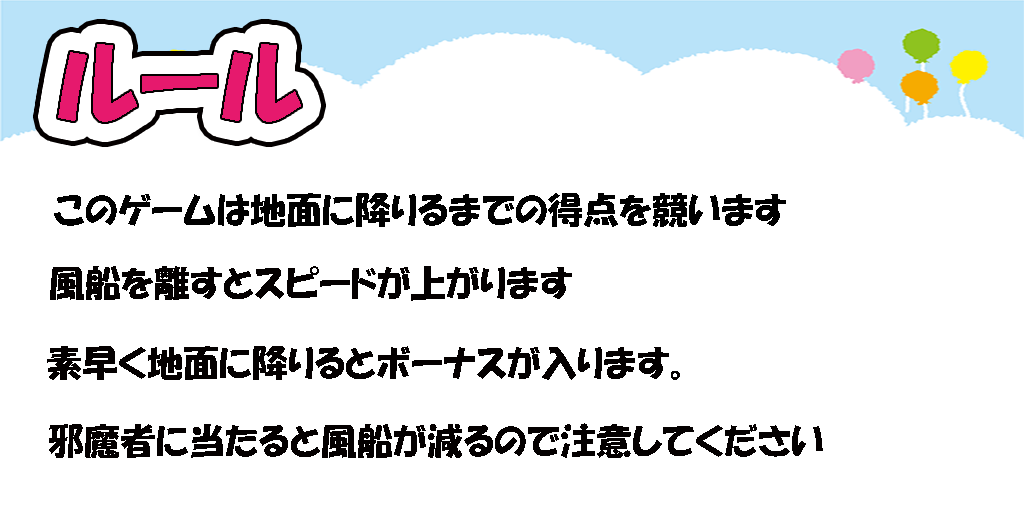 ルール
このゲームは地面に降りるまでの得点を競います
風船を離すとスピードが上がります
素早く地面に降りるとボーナスが入ります。
邪魔者に当たると風船が減るので注意してください